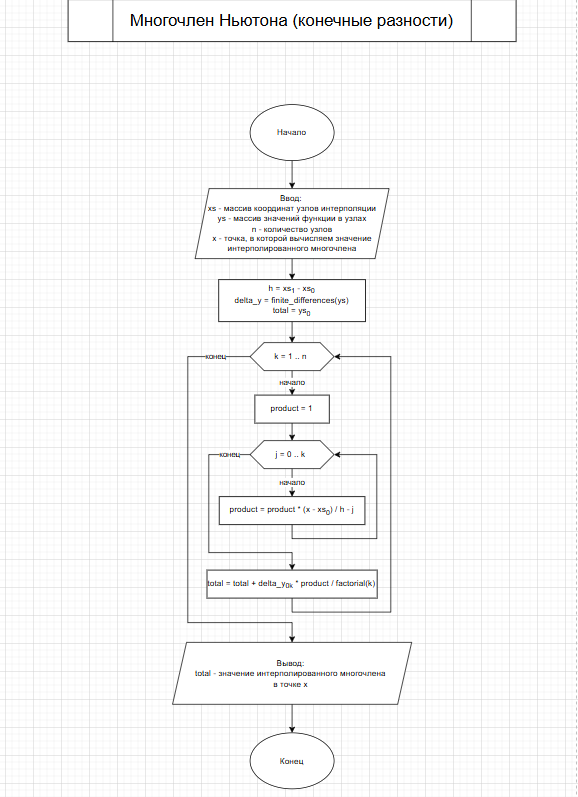 Многочлен Ньютона (конечные разности)
Начало
Ввод:
xs - массив координат узлов интерполяции
ys - массив значений функции в узлах
n - количество узлов
x - точка, в которой вычисляем значение
интерполированного многочлена
h = xs₁ - xs₀
delta_y = finite_differences(ys)
total = ys₀
конец
k = 1 .. n
начало
product = 1
конец
j = 0 .. k
начало
product = product * (x - xs₀) / h - j
total = total + delta_y₀ₖ * product / factorial(k)
Вывод:
total - значение интерполированного многочлена
в точке x
Конец